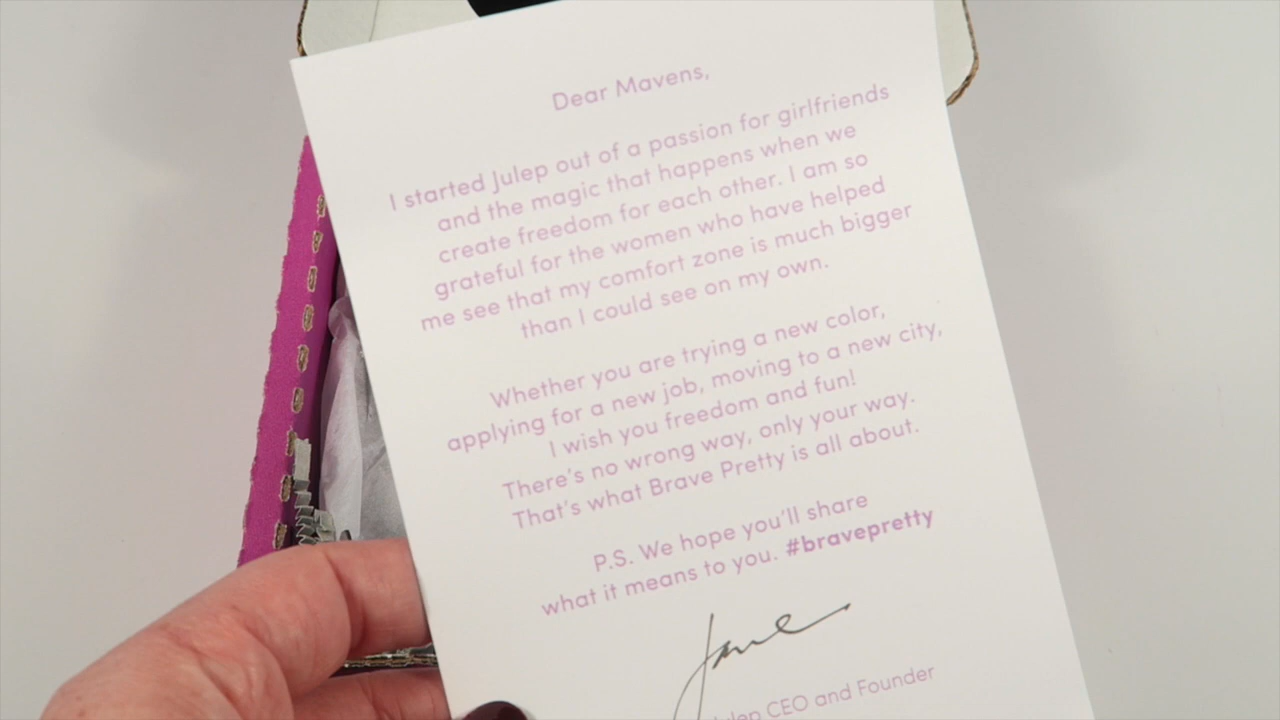 Dear Mavens,
I started Julep out of a passion for girlfriends
and the magic that happens when we
create freedom for each other. I am so
grateful for the women who have helped
me see that my comfort zone is much bigger
than I could see on my own.
Whether you are trying a new color,
applying for a new job, moving to a new city,
I wish you freedom and fun!
There's no wrong way, only your way.
That's what Brave Pretty is all about.
P.S. We hope you'll share
what it means to you. #bravepretty
Jane
Julep CEO and Founder